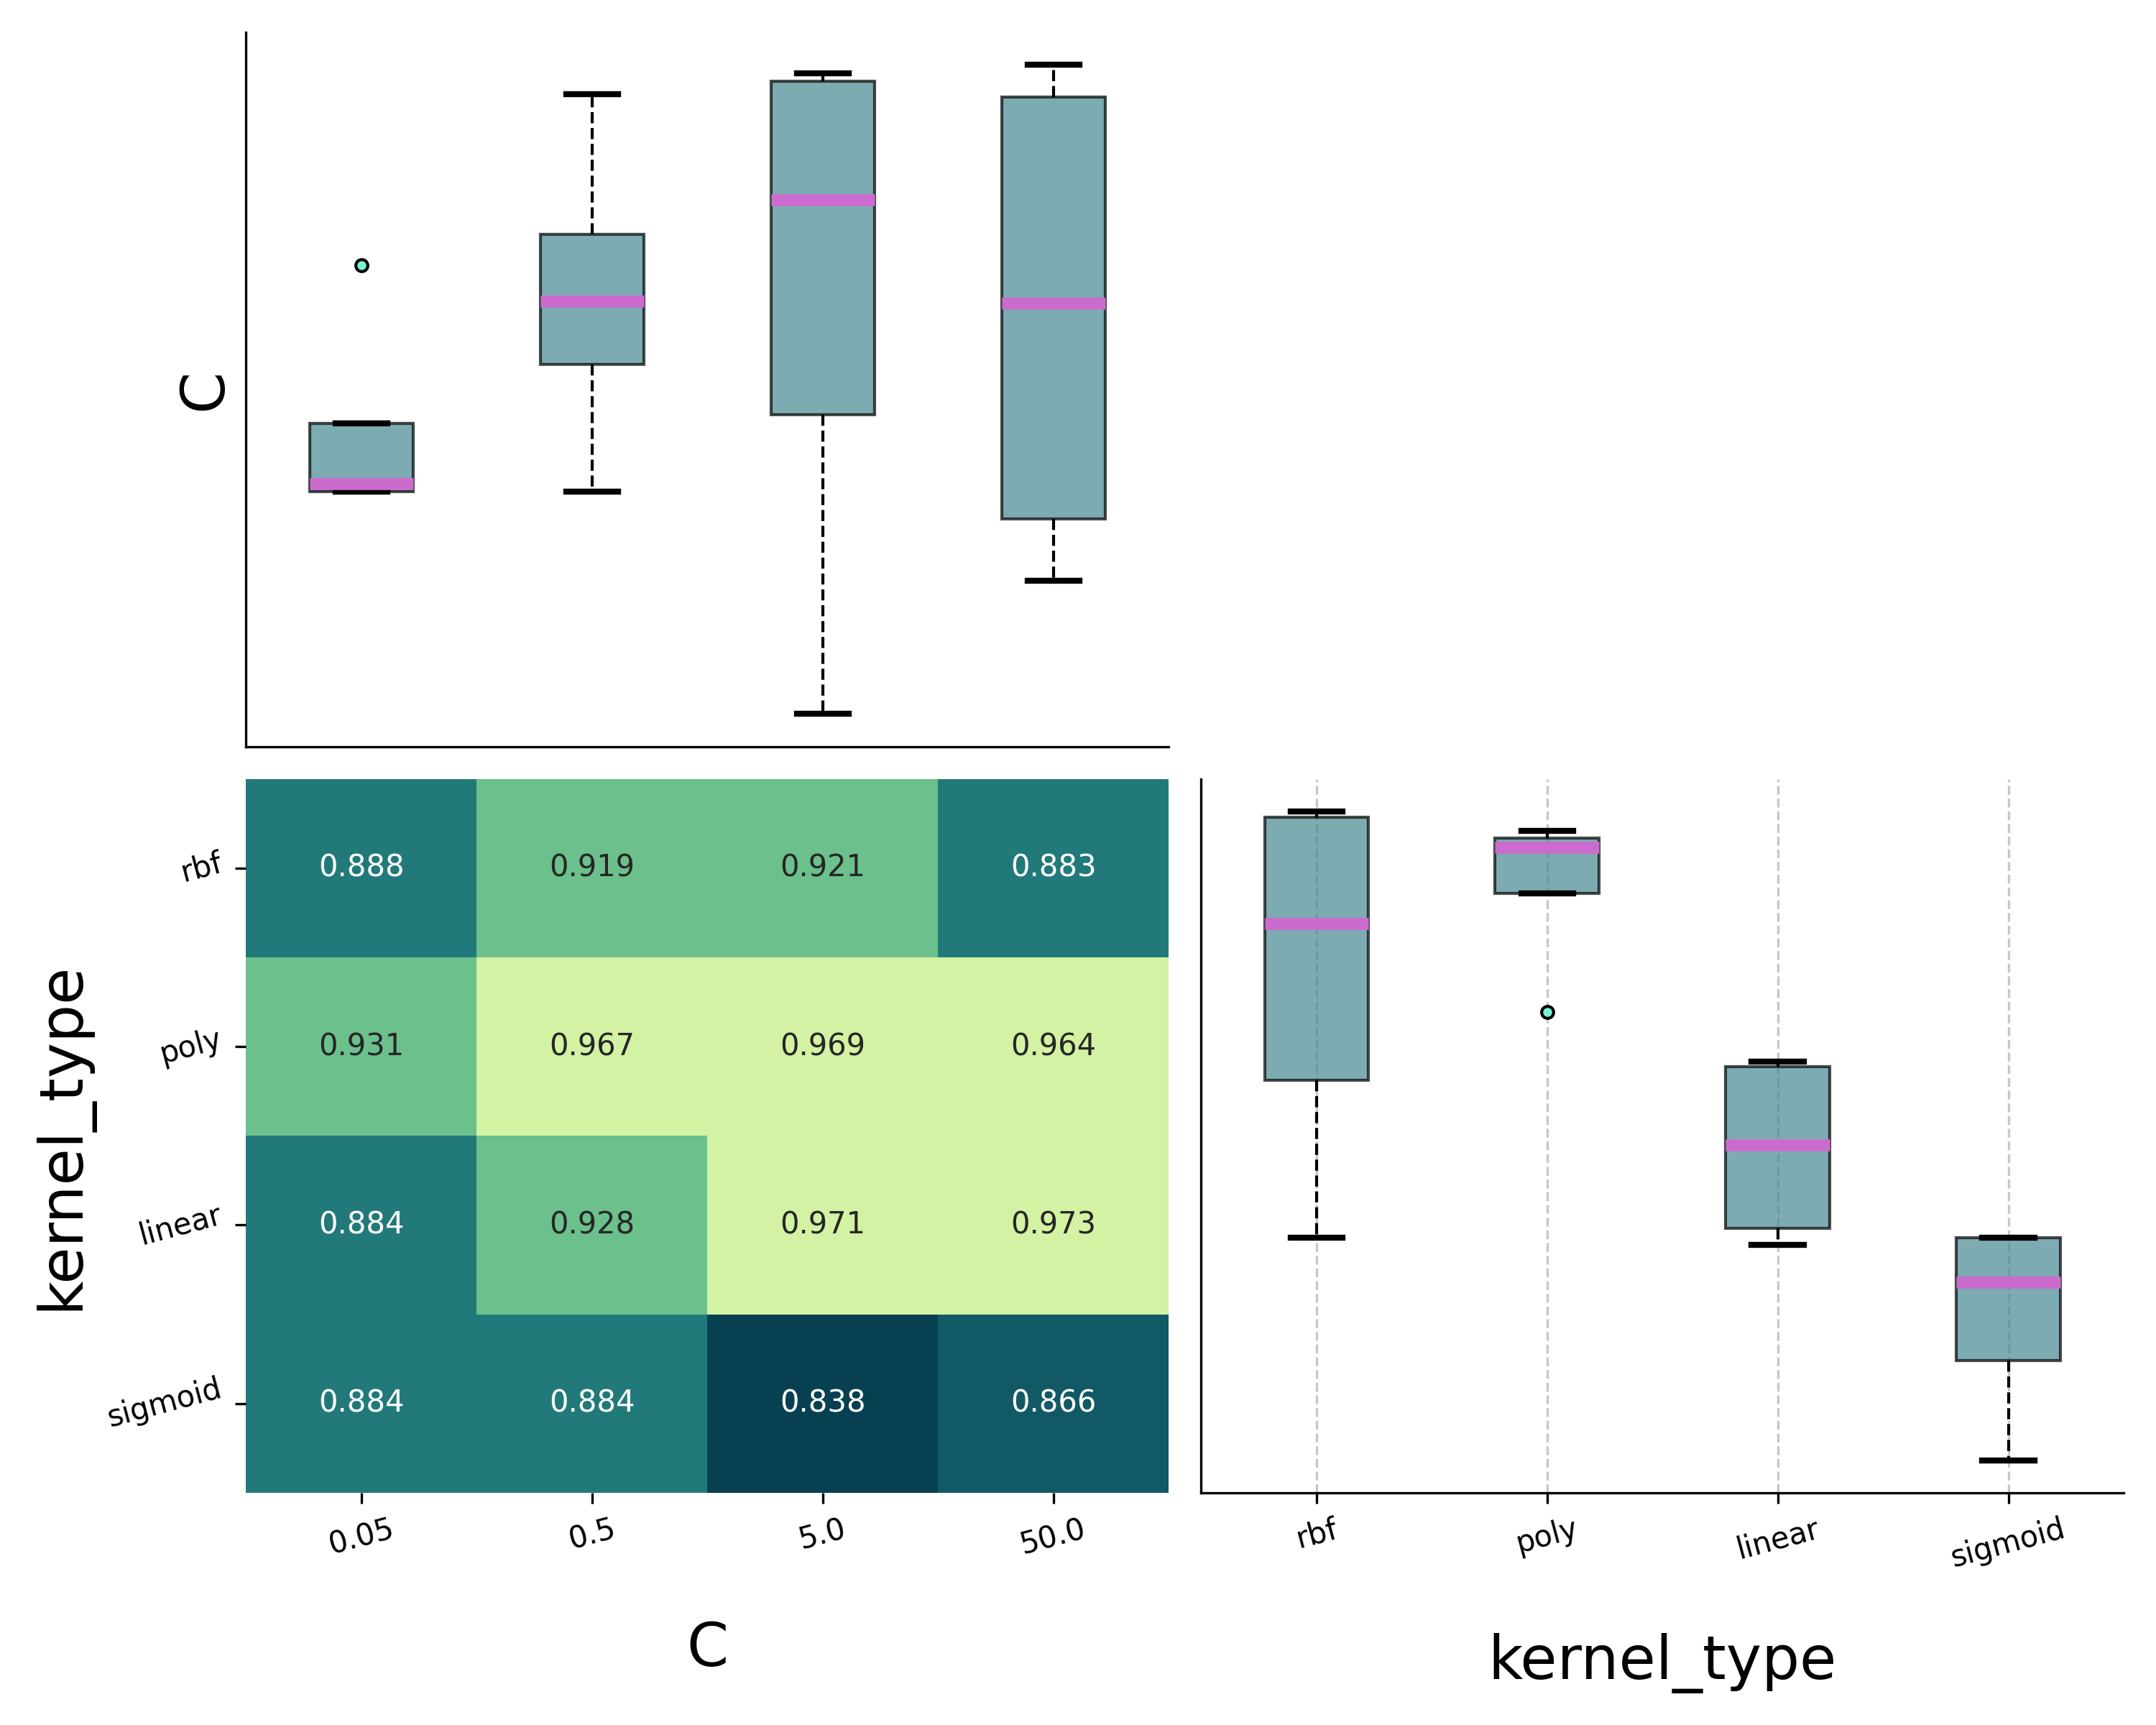 C
kernel_type
rbf 0.888 0.919 0.921 0.883
poly 0.931 0.967 0.969 0.964
linear 0.884 0.928 0.971 0.973
sigmoid 0.884 0.884 0.838 0.866
0.05 0.5 5.0 50.0
C
rbf poly linear sigmoid
kernel_type